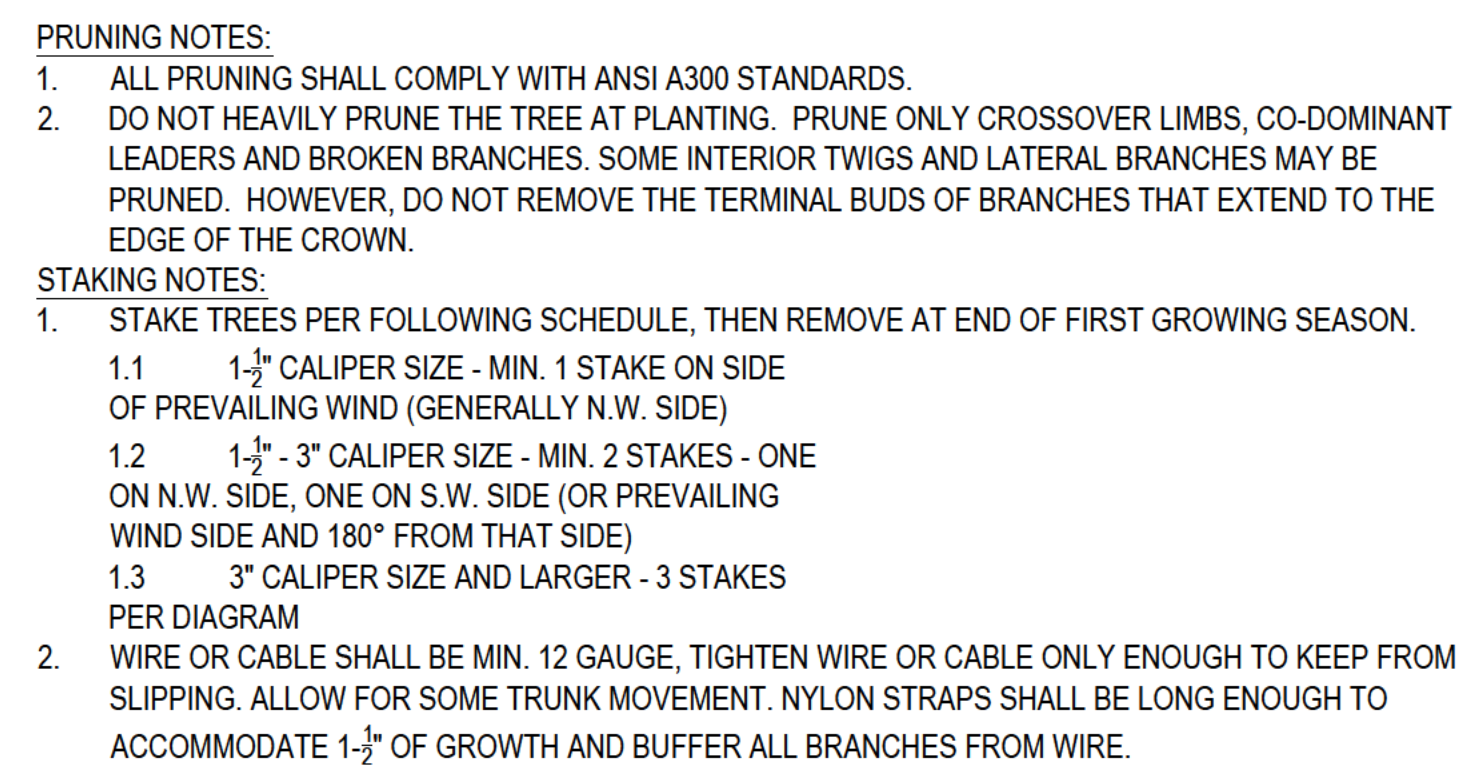 PRUNING NOTES:
1. ALL PRUNING SHALL COMPLY WITH ANSI A300 STANDARDS.
2. DO NOT HEAVILY PRUNE THE TREE AT PLANTING. PRUNE ONLY CROSSOVER LIMBS, CO-DOMINANT
LEADERS AND BROKEN BRANCHES. SOME INTERIOR TWIGS AND LATERAL BRANCHES MAY BE
PRUNED. HOWEVER, DO NOT REMOVE THE TERMINAL BUDS OF BRANCHES THAT EXTEND TO THE
EDGE OF THE CROWN.
STAKING NOTES:
1. STAKE TREES PER FOLLOWING SCHEDULE, THEN REMOVE AT END OF FIRST GROWING SEASON.
1.1 1-½" CALIPER SIZE - MIN. 1 STAKE ON SIDE
OF PREVAILING WIND (GENERALLY N.W. SIDE)
1.2 1-½" - 3" CALIPER SIZE - MIN. 2 STAKES - ONE
ON N.W. SIDE, ONE ON S.W. SIDE (OR PREVAILING
WIND SIDE AND 180° FROM THAT SIDE)
1.3 3" CALIPER SIZE AND LARGER - 3 STAKES
PER DIAGRAM
2. WIRE OR CABLE SHALL BE MIN. 12 GAUGE, TIGHTEN WIRE OR CABLE ONLY ENOUGH TO KEEP FROM
SLIPPING. ALLOW FOR SOME TRUNK MOVEMENT. NYLON STRAPS SHALL BE LONG ENOUGH TO
ACCOMMODATE 1-½" OF GROWTH AND BUFFER ALL BRANCHES FROM WIRE.